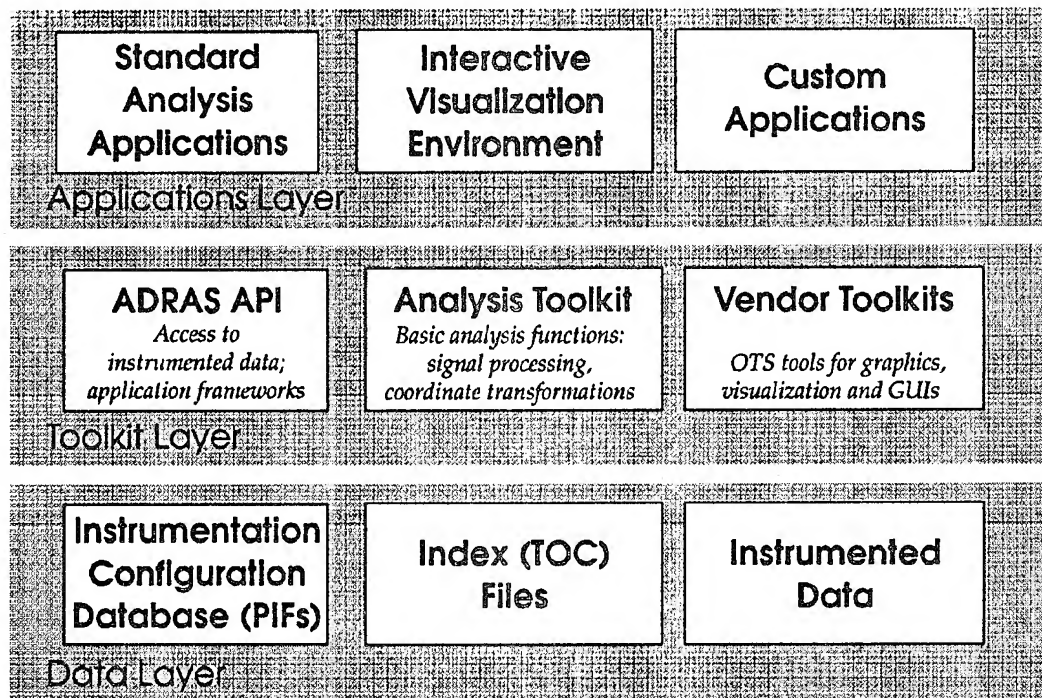 Standard
Analysis
Applications
Interactive
Visualization
Environment
Custom
Applications
Applications Layer
ADRAS API
Access to
instrumented data;
application frameworks
Analysis Toolkit
Basic analysis functions:
signal processing,
coordinate transformations
Vendor Toolkits
OTS tools for graphics,
visualization and GUIs
Toolkit Layer
Instrumentation
Configuration
Database (PIFs)
Index (TOC)
Files
Instrumented
Data
Data Layer